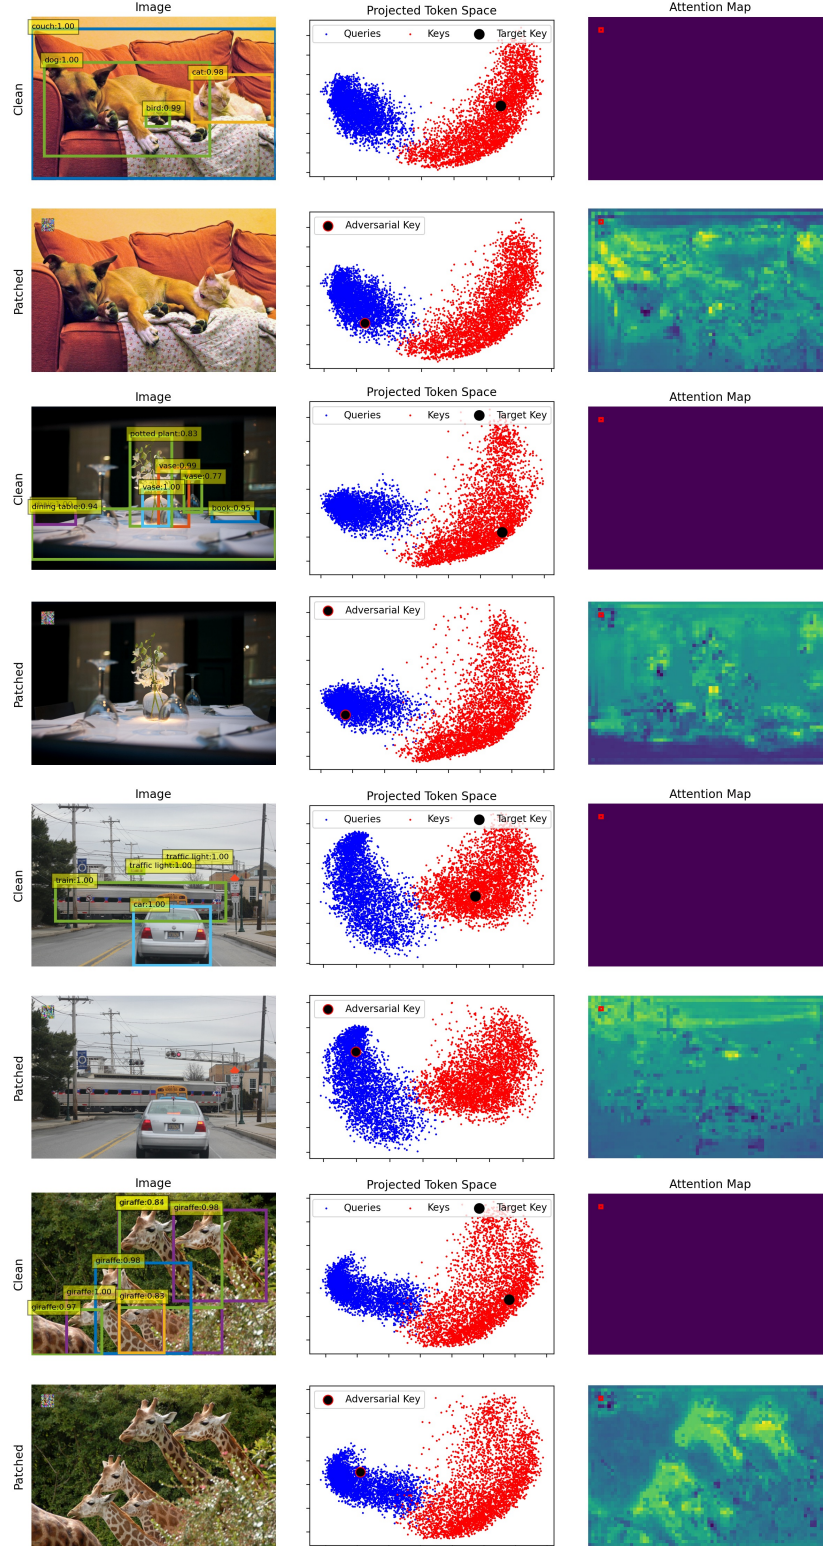 Image Projected Token Space Attention Map
Clean
couch:1.00
dog:1.00
cat:0.98
bird:0.99
Queries Keys Target Key
Patched
Adversarial Key
Image Projected Token Space Attention Map
Clean
potted plant:0.83
vase:0.99
vase:0.77
vase:1.00
dining table:0.94
book:0.95
Queries Keys Target Key
Patched
Adversarial Key
Image Projected Token Space Attention Map
Clean
traffic light:1.00
traffic light:1.00
train:1.00
car:1.00
Queries Keys Target Key
Patched
Adversarial Key
Image Projected Token Space Attention Map
Clean
giraffe:0.84
giraffe:0.98
giraffe:0.98
giraffe:1.00
giraffe:0.83
giraffe:0.97
Queries Keys Target Key
Patched
Adversarial Key